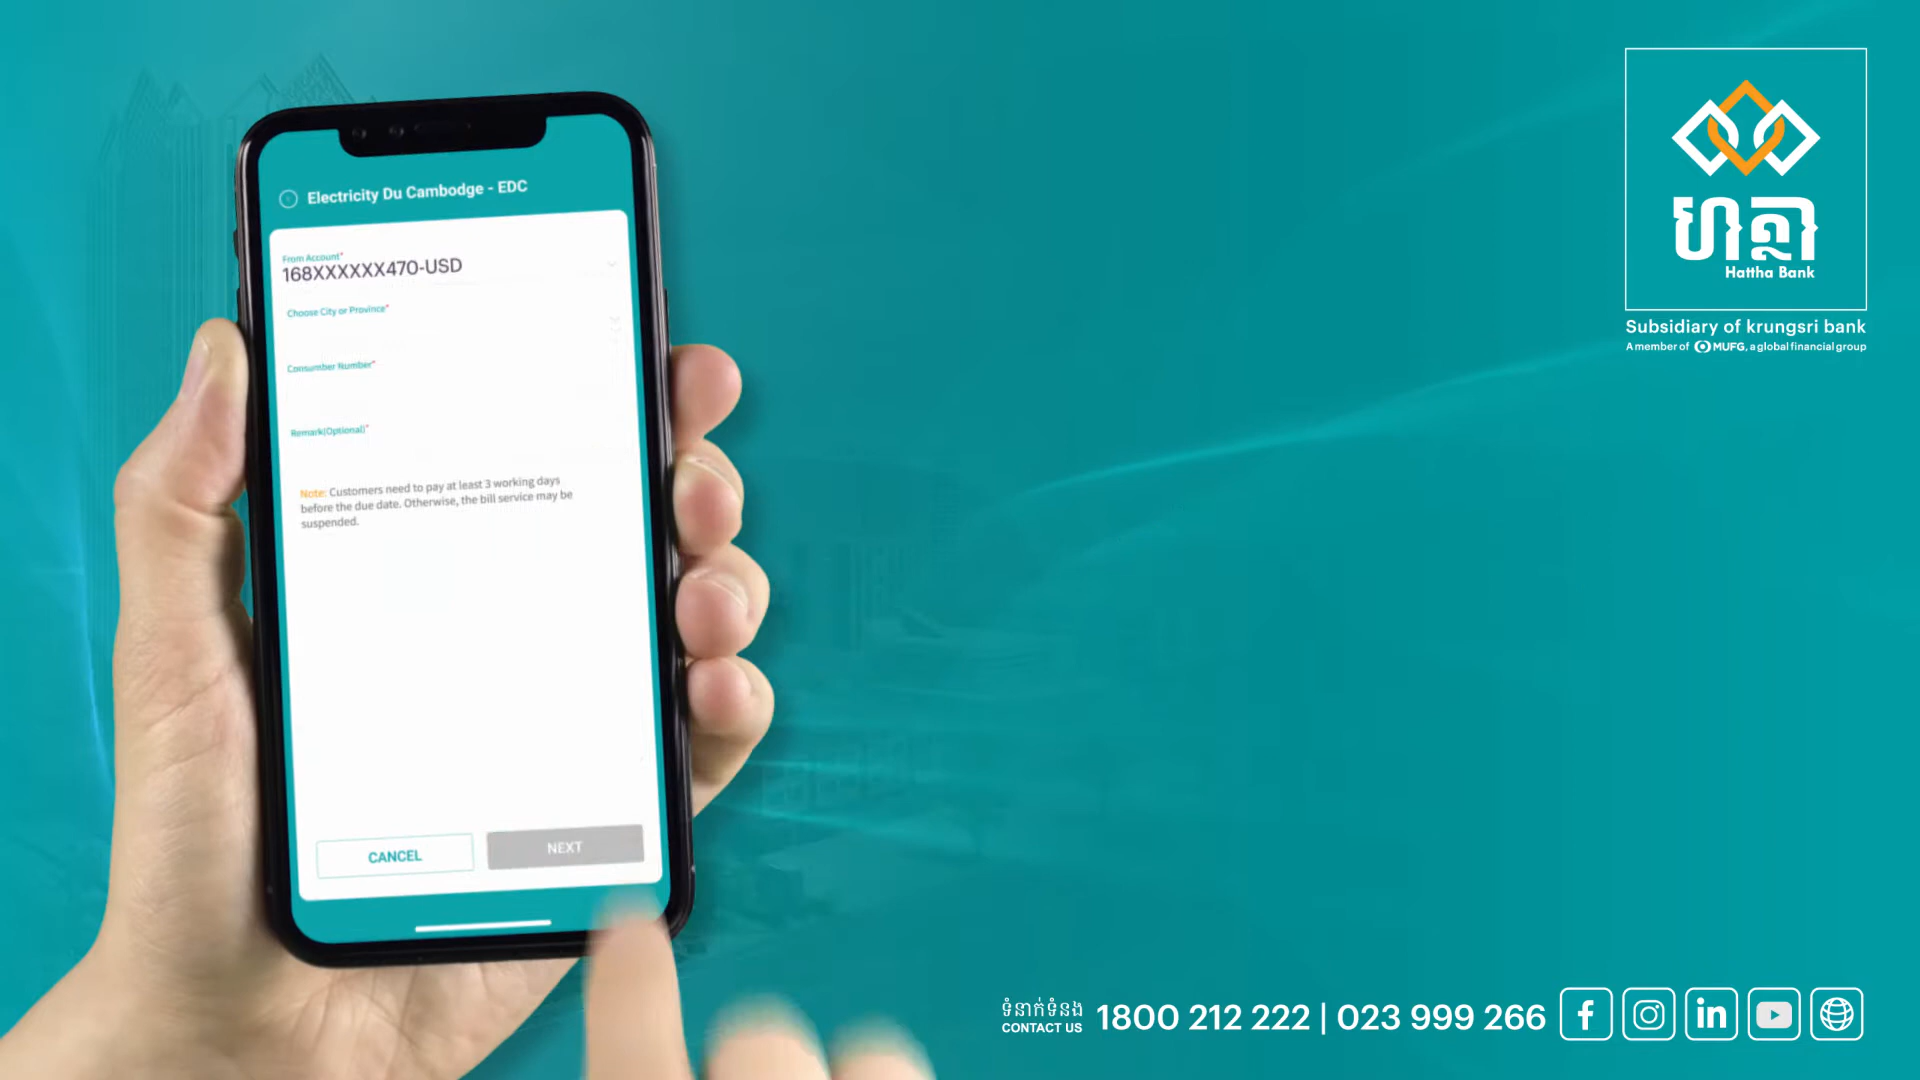 Electricity Du Cambodge - EDC
From Account*
168XXXXXX470-USD
Choose City or Province*
Consumber Number*
Remark(Optional)*
Note: Customers need to pay at least 3 working days
before the due date. Otherwise, the bill service may be
suspended.
CANCEL
NEXT
ហត្ថា
Hattha Bank
Subsidiary of krungsri bank
A member of MUFG, a global financial group
ទំនាក់ទំនង
CONTACT US
1800 212 222 | 023 999 266